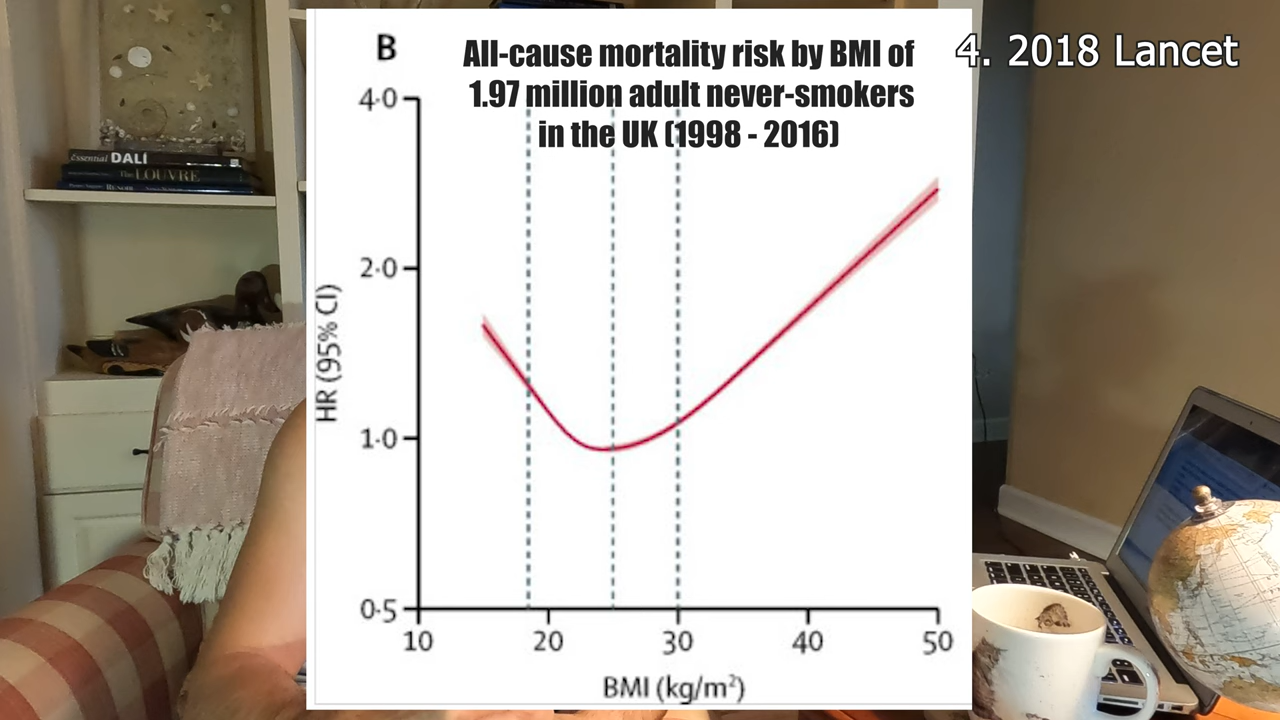 B
All-cause mortality risk by BMI of
1.97 million adult never-smokers
in the UK (1998 - 2016)
4. 2018 Lancet
Essential DALÍ
The LOUVRE
RENOIR
4·0
2·0
1·0
0·5
HR (95% CI)
10 20 30 40 50
BMI (kg/m²)